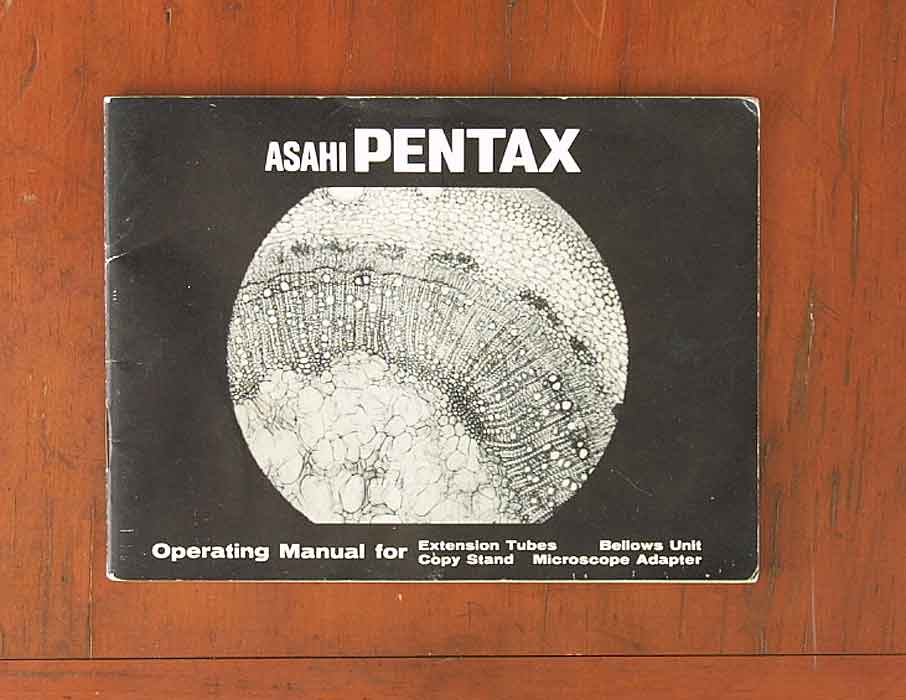 ASAHI PENTAX
Operating Manual for
Extension Tubes Bellows Unit
Copy Stand Microscope Adapter